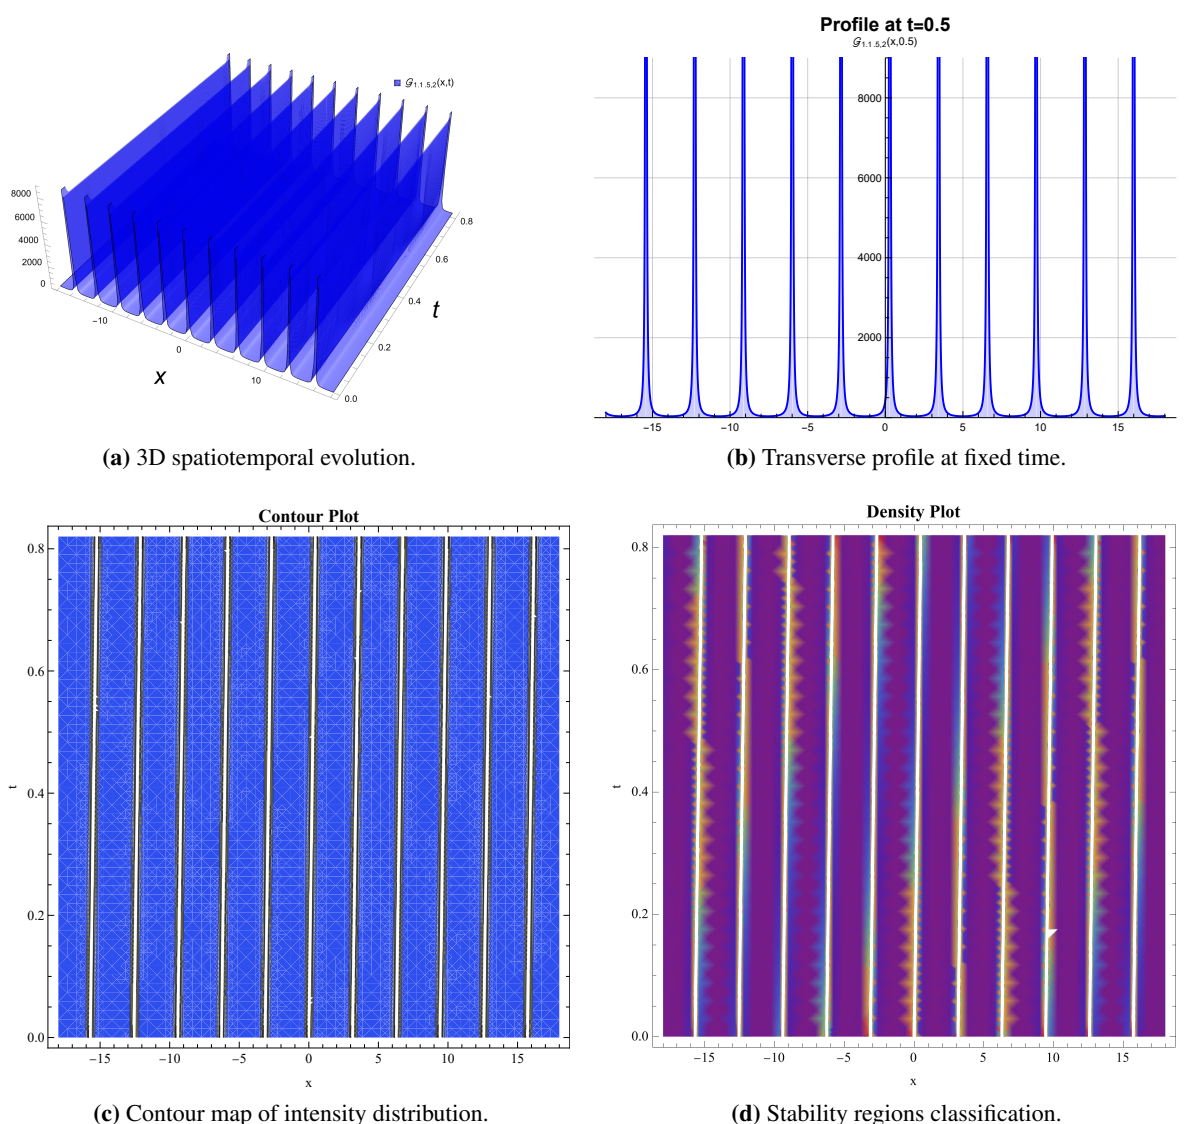 𝒢1.1.5,2(x,t)
8000
6000
4000
2000
0
−10
0
10
x
0.0
0.2
0.4
0.6
0.8
t
(a) 3D spatiotemporal evolution.
Profile at t=0.5
𝒢1.1.5,2(x,0.5)
8000
6000
4000
2000
−15 −10 −5 0 5 10 15
(b) Transverse profile at fixed time.
Contour Plot
0.8
0.6
t
0.4
0.2
0.0
−15 −10 −5 0 5 10 15
x
(c) Contour map of intensity distribution.
Density Plot
0.8
0.6
t
0.4
0.2
0.0
−15 −10 −5 0 5 10 15
x
(d) Stability regions classification.